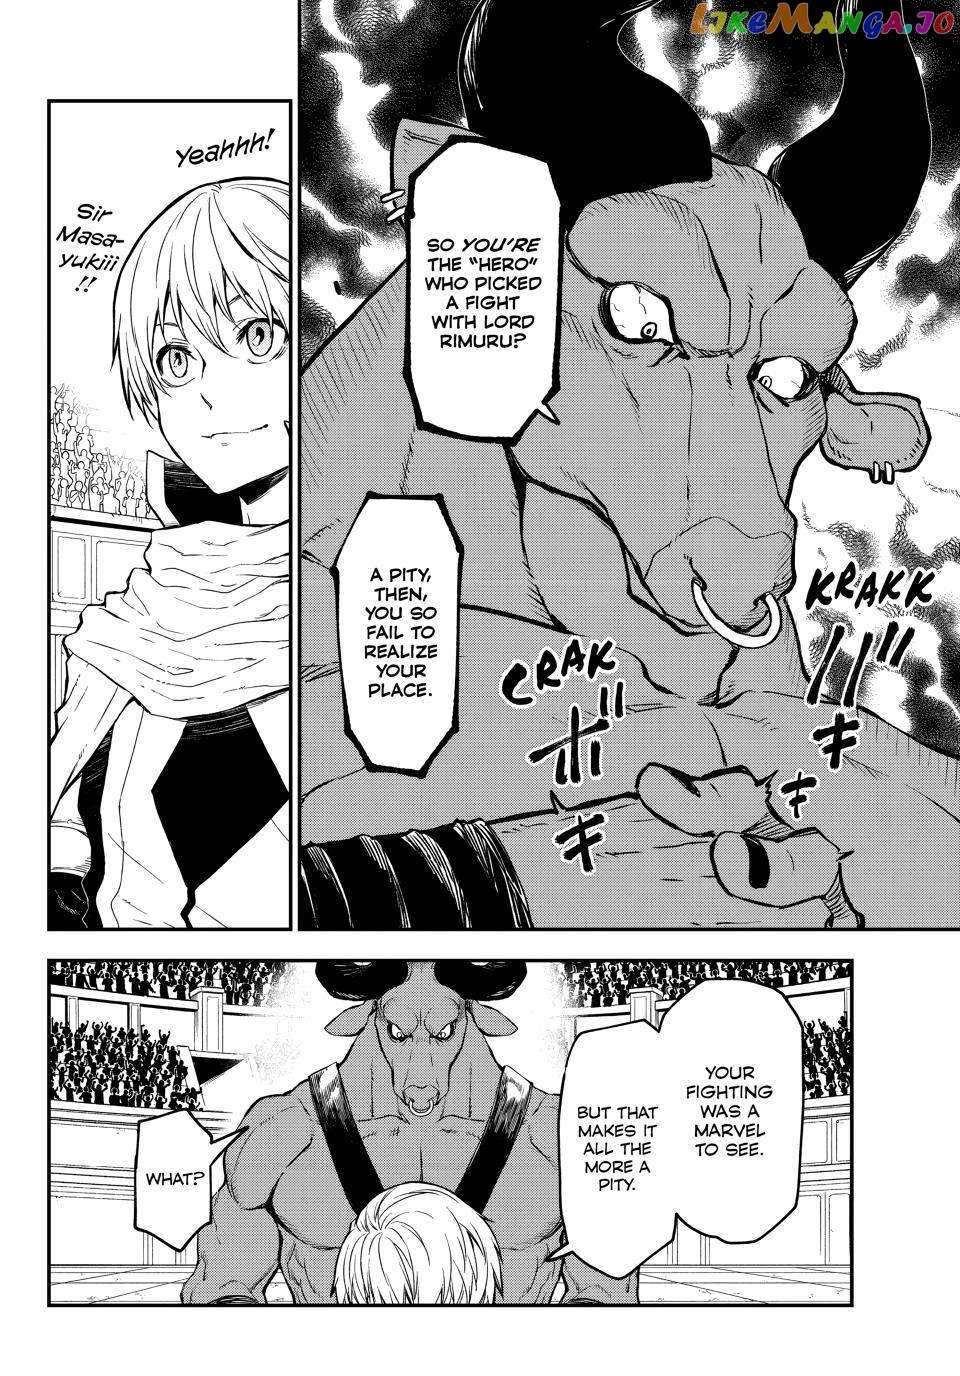 LIKEMANGA.IO
SO YOU'RE
THE "HERO"
WHO PICKED
A FIGHT
WITH LORD
RIMURU?
A PITY,
THEN,
YOU SO
FAIL TO
REALIZE
YOUR
PLACE.
KRAKK
CRAK
Yeahhh!
Sir
Masa-
yukiii
!!
YOUR
FIGHTING
WAS A
MARVEL
TO SEE.
BUT THAT
MAKES IT
ALL THE
MORE A
PITY.
WHAT?